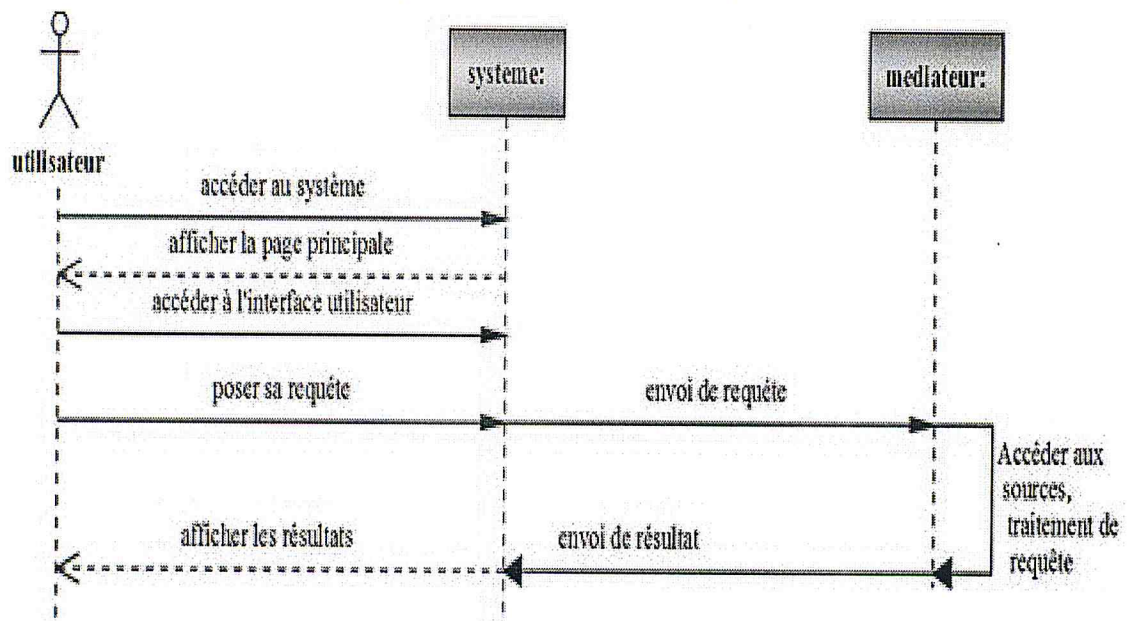 systeme:
mediateur:
utilisateur
accéder au système
afficher la page principale
accéder à l'interface utilisateur
poser sa requéte
envoi de requête
Accéder aux
sources,
traitement de
requête
afficher les résultats
envoi de résultat